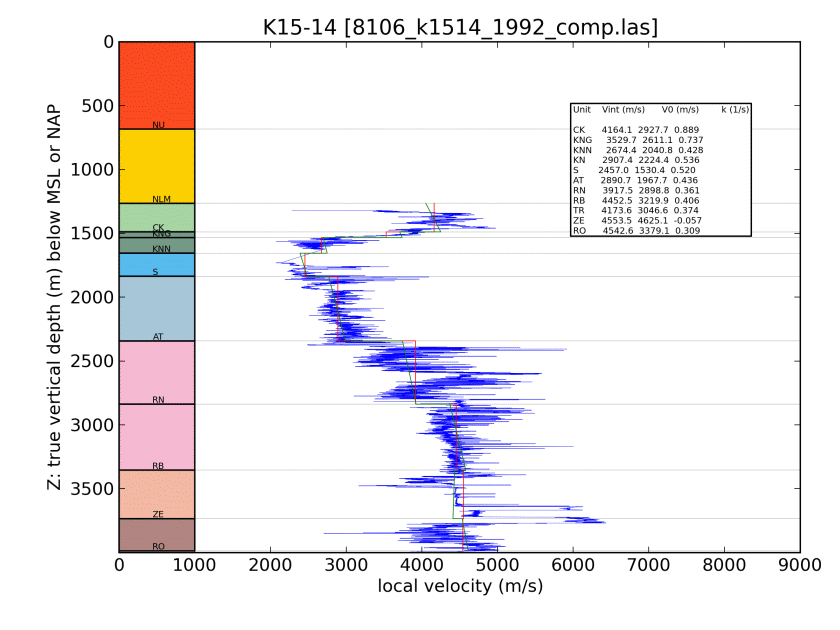 K15-14 [8106_k1514_1992_comp.las]
Z: true vertical depth (m) below MSL or NAP
0
500
1000
1500
2000
2500
3000
3500
NU
NLM
CK
KNG
KNN
S
AT
RN
RB
ZE
RO
Unit Vint (m/s) V0 (m/s) k (1/s)
CK 4164.1 2927.7 0.889
KNG 3529.7 2611.1 0.737
KNN 2674.4 2040.8 0.428
KN 2907.4 2224.4 0.536
S 2457.0 1530.4 0.520
AT 2890.7 1967.7 0.436
RN 3917.5 2898.8 0.361
RB 4452.5 3219.9 0.406
TR 4173.6 3046.6 0.374
ZE 4553.5 4625.1 -0.057
RO 4542.6 3379.1 0.309
0 1000 2000 3000 4000 5000 6000 7000 8000 9000
local velocity (m/s)